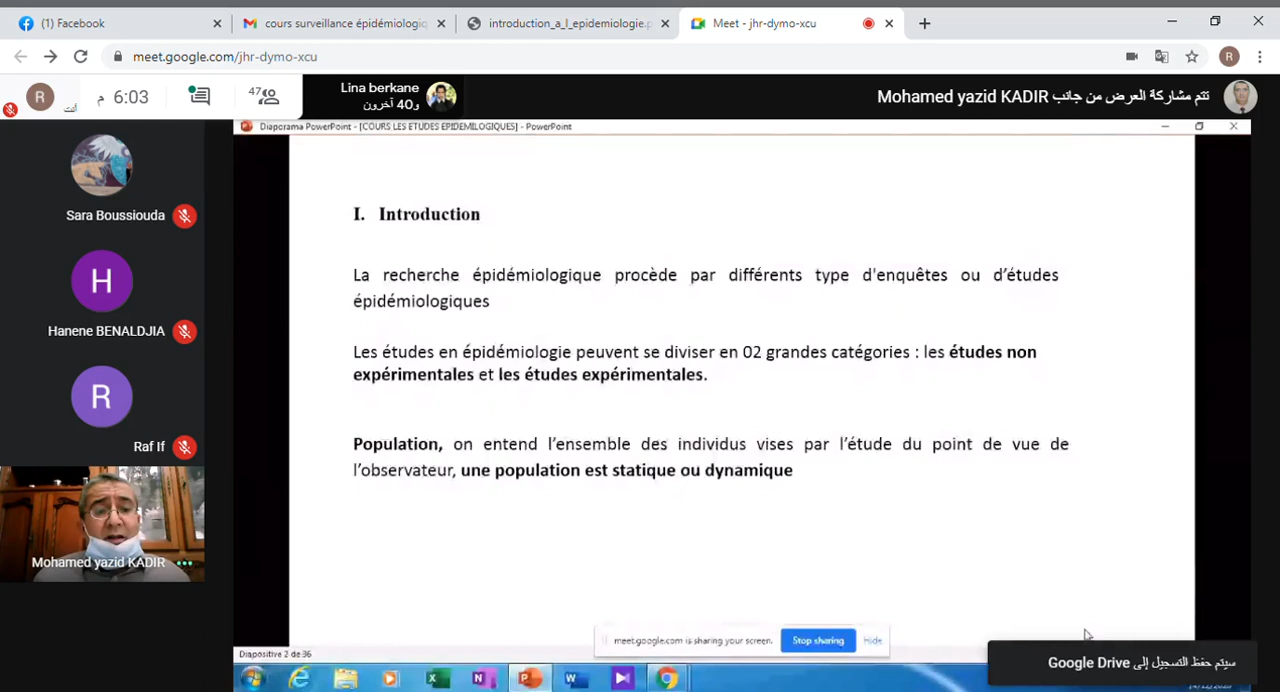 (1) Facebook
cours surveillance épidémiologiq
introduction_a_l_epidemiologie.p
Meet - jhr-dymo-xcu
meet.google.com/jhr-dymo-xcu
R
R
أنت
6:03 م
47
Lina berkane
و40 آخرون
تتم مشاركة العرض من جانب Mohamed yazid KADIR
Diaporama PowerPoint - [COURS LES ETUDES EPIDEMILOGIQUES] - PowerPoint
Sara Boussiouda
H
Hanene BENALDJIA
R
Raf If
Mohamed yazid KADIR
I. Introduction
La recherche épidémiologique procède par différents type d'enquêtes ou d’études
épidémiologiques
Les études en épidémiologie peuvent se diviser en 02 grandes catégories : les études non
expérimentales et les études expérimentales.
Population, on entend l’ensemble des individus vises par l’étude du point de vue de
l’observateur, une population est statique ou dynamique
meet.google.com is sharing your screen.
Stop sharing
Hide
Diapositive 2 de 36
سيتم حفظ التسجيل إلى Google Drive